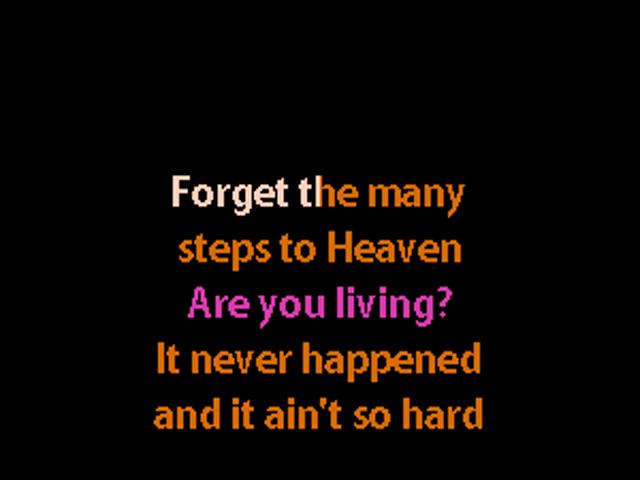 Forget the many
steps to Heaven
Are you living?
It never happened
and it ain't so hard